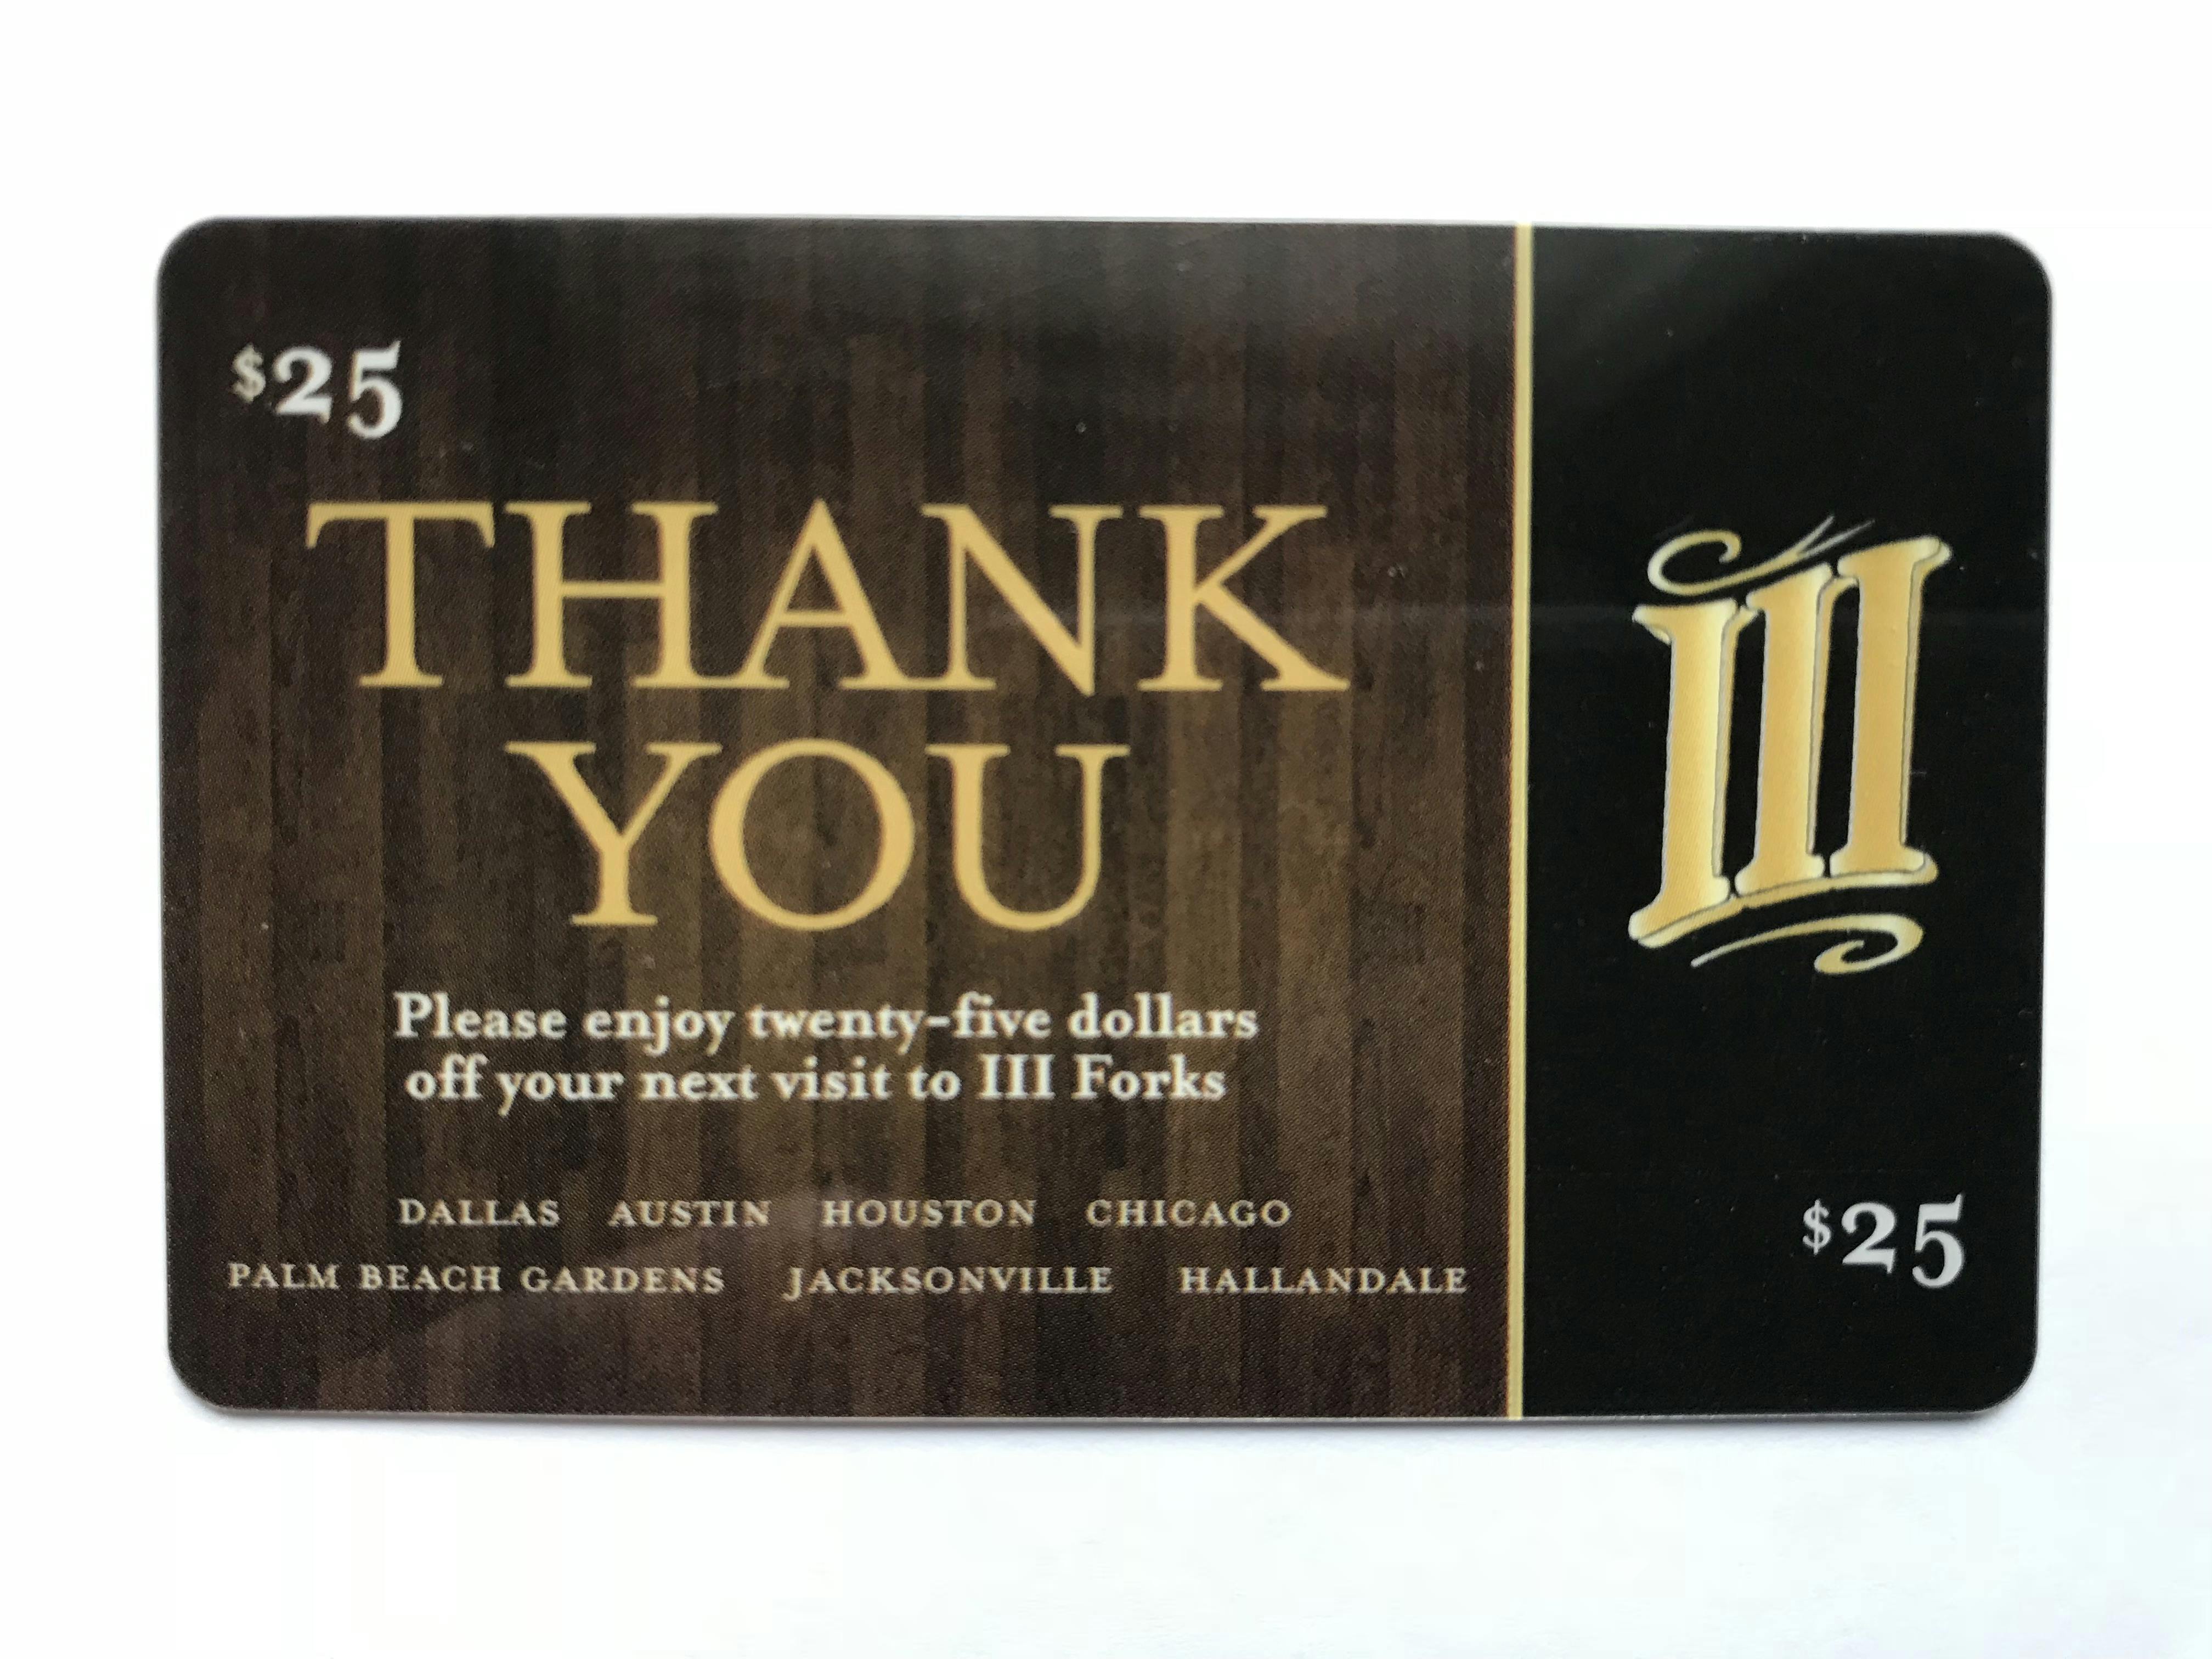 $25
THANK
YOU
Please enjoy twenty-five dollars
off your next visit to III Forks
DALLAS AUSTIN HOUSTON CHICAGO
PALM BEACH GARDENS JACKSONVILLE HALLANDALE
III
$25